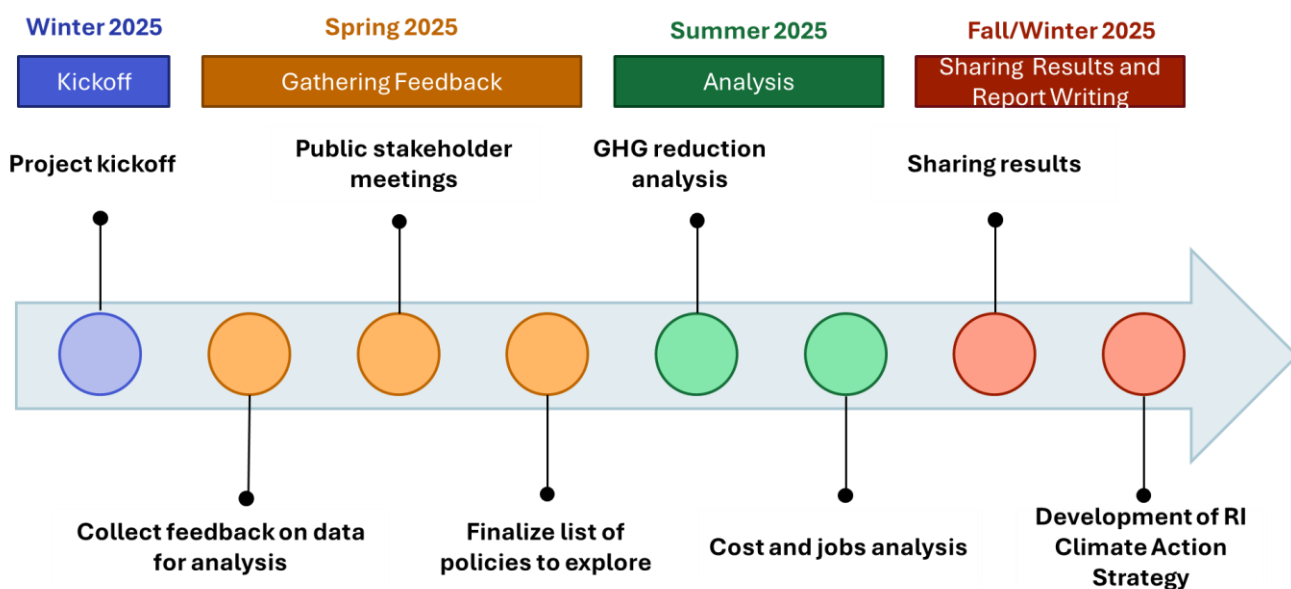 Winter 2025
Spring 2025
Summer 2025
Fall/Winter 2025
Kickoff
Gathering Feedback
Analysis
Sharing Results and
Report Writing
Project kickoff
Public stakeholder
meetings
GHG reduction
analysis
Sharing results
Collect feedback on data
for analysis
Finalize list of
policies to explore
Cost and jobs analysis
Development of RI
Climate Action
Strategy